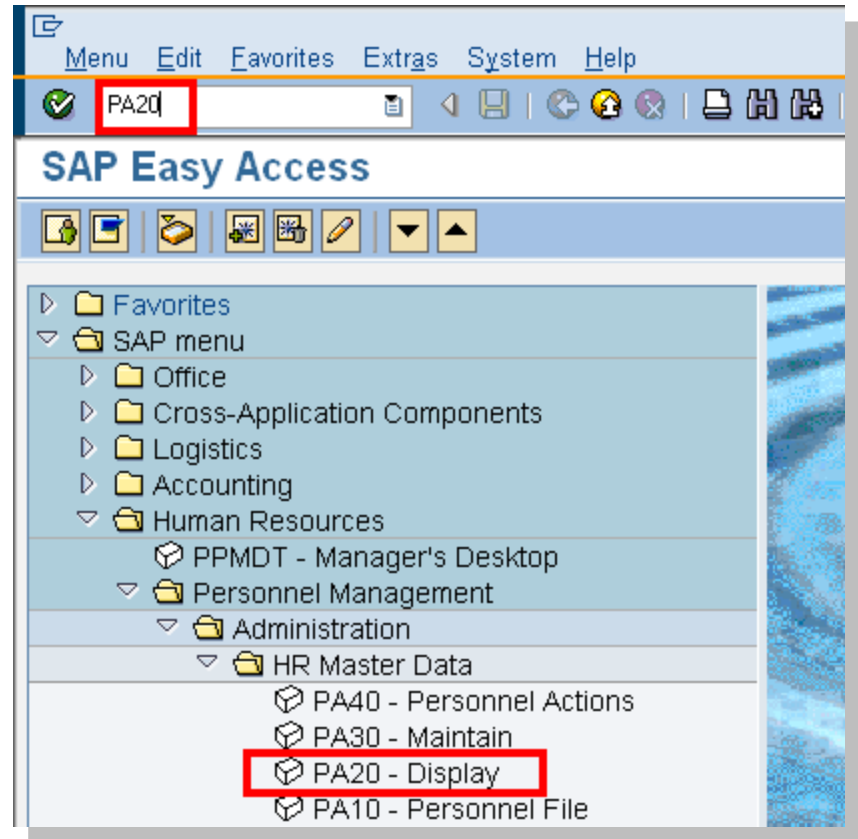 Menu Edit Favorites Extras System Help
PA20
SAP Easy Access
Favorites
SAP menu
Office
Cross-Application Components
Logistics
Accounting
Human Resources
PPMDT - Manager's Desktop
Personnel Management
Administration
HR Master Data
PA40 - Personnel Actions
PA30 - Maintain
PA20 - Display
PA10 - Personnel File